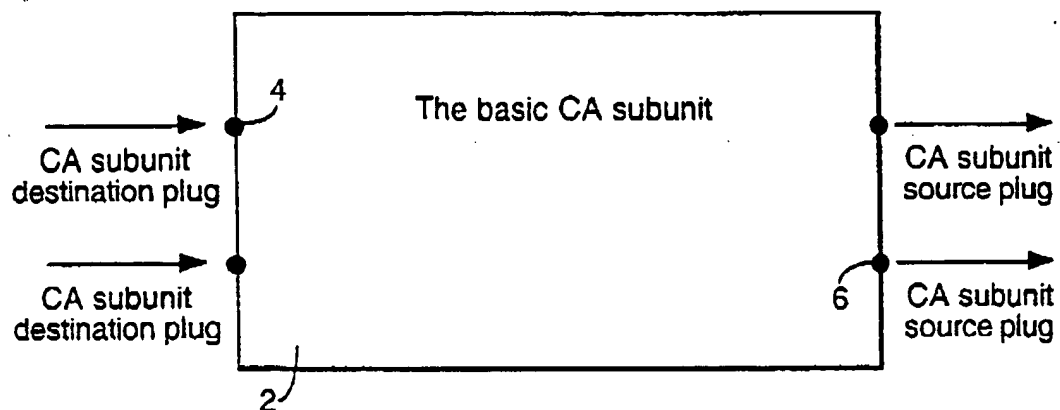 4
The basic CA subunit
CA subunit
destination plug
CA subunit
source plug
CA subunit
destination plug
6
CA subunit
source plug
2